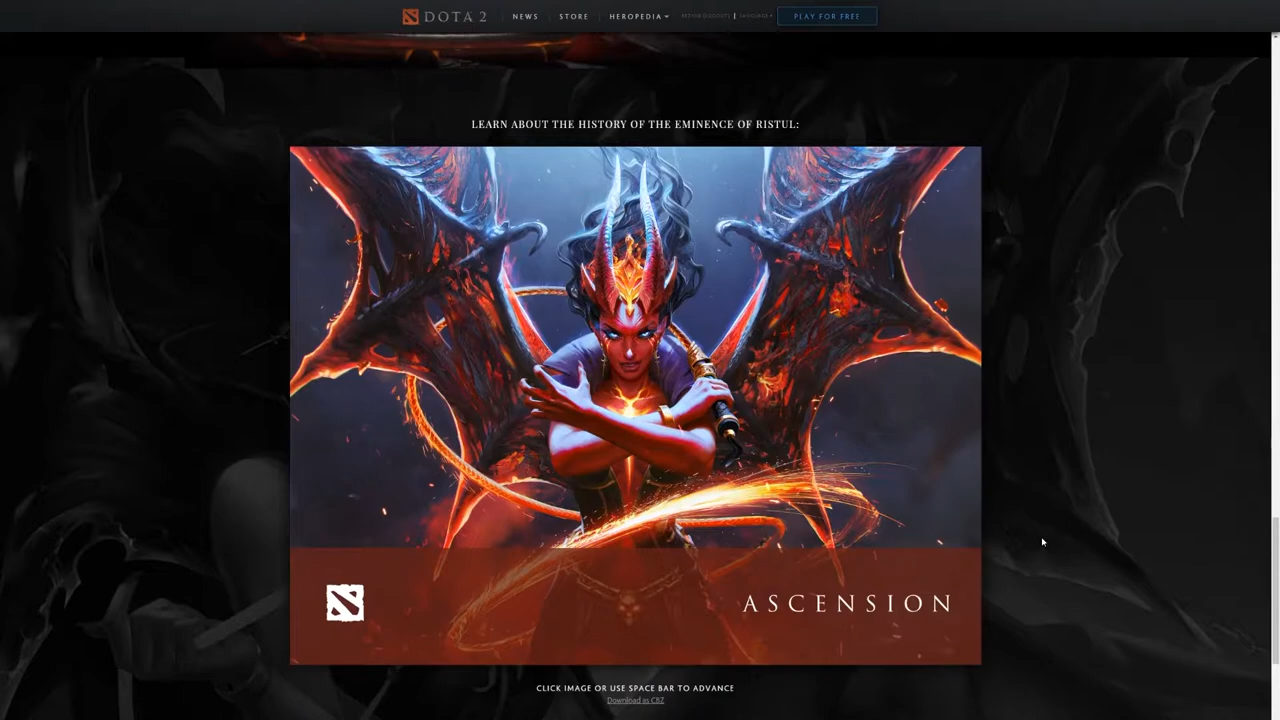 DOTA 2
NEWS
STORE
HEROPEDIA
PLAY FOR FREE
LEARN ABOUT THE HISTORY OF THE EMINENCE OF RISTUL:
ASCENSION
CLICK IMAGE OR USE SPACE BAR TO ADVANCE
Download as CBZ